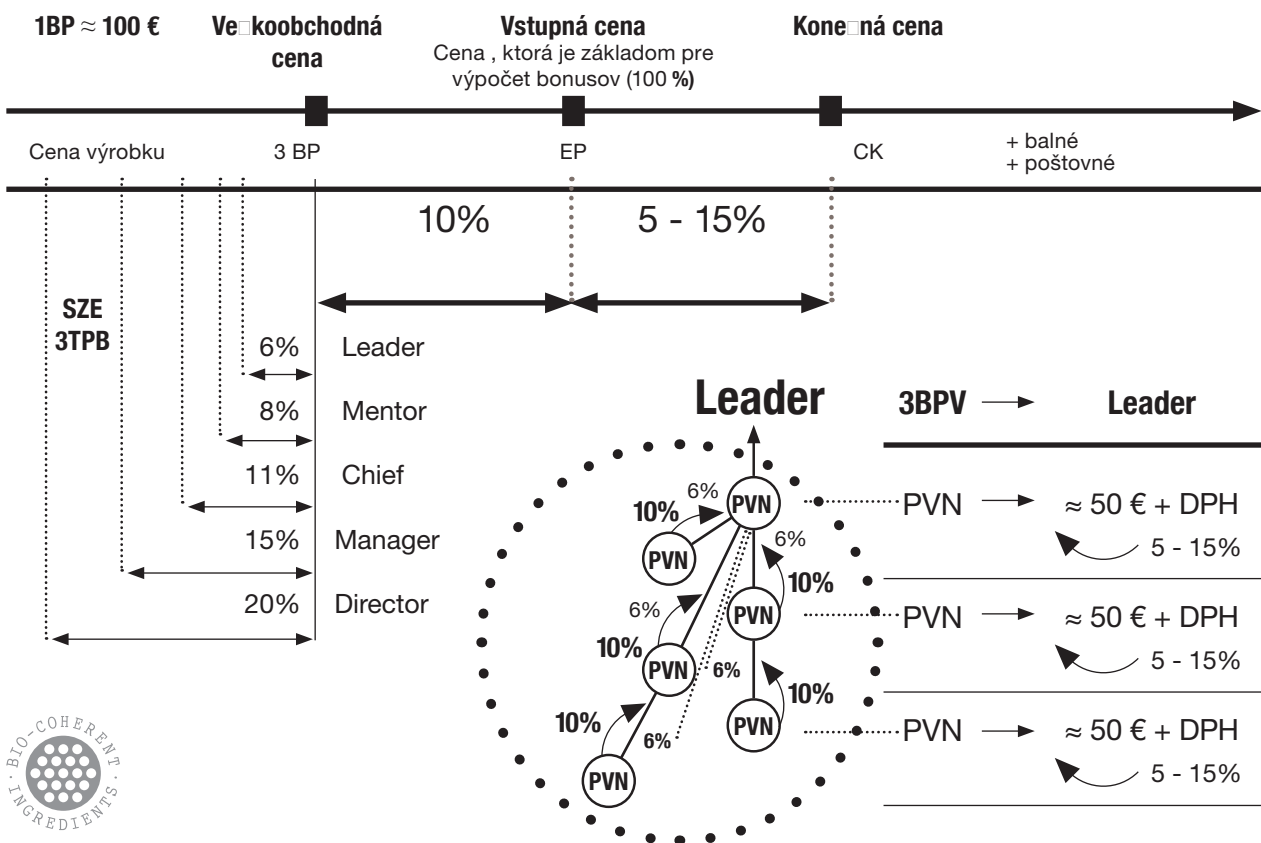 1BP ≈ 100 €
Ve□koobchodná
cena
Vstupná cena
Cena , ktorá je základom pre
výpočet bonusov (100 %)
Kone□ná cena
Cena výrobku
3 BP
EP
CK
+ balné
+ poštovné
10%
5 - 15%
SZE
3TPB
6% Leader
8% Mentor
11% Chief
15% Manager
20% Director
Leader
6%
10%
PVN
PVN
6%
10%
6%
PVN
10%
PVN
6%
10%
10%
PVN
6%
PVN
3BPV Leader
PVN ≈ 50 € + DPH
5 - 15%
PVN ≈ 50 € + DPH
5 - 15%
PVN ≈ 50 € + DPH
5 - 15%
BIO-COHERENT · INGREDIENTS ·